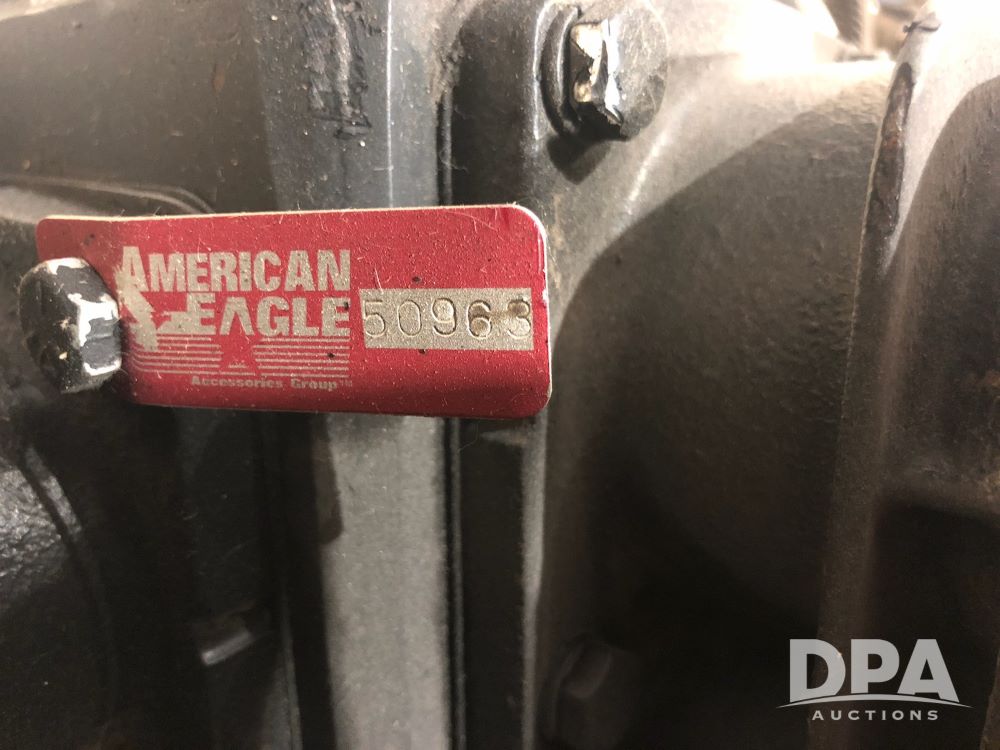 AMERICAN
EAGLE
50963
Accessories Group™
DPA
AUCTIONS